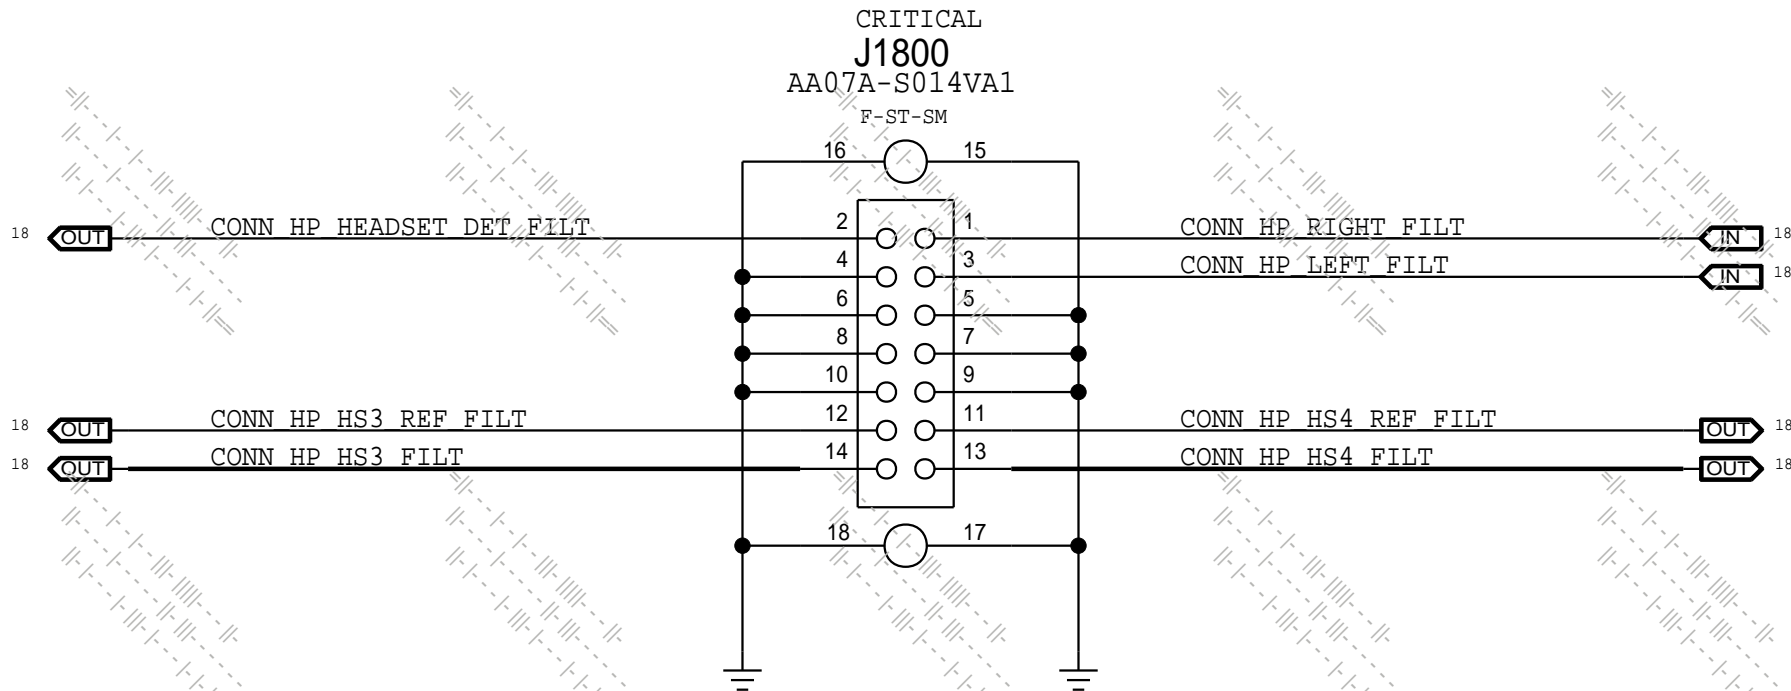 CRITICAL
J1800
AA07A-S014VA1
F-ST-SM
16 15
18 OUT CONN_HP_HEADSET_DET_FILT 2 1 CONN_HP_RIGHT_FILT IN 18
4 3 CONN_HP_LEFT_FILT IN 18
6 5
8 7
10 9
18 OUT CONN_HP_HS3_REF_FILT 12 11 CONN_HP_HS4_REF_FILT OUT 18
18 OUT CONN_HP_HS3_FILT 14 13 CONN_HP_HS4_FILT OUT 18
18 17